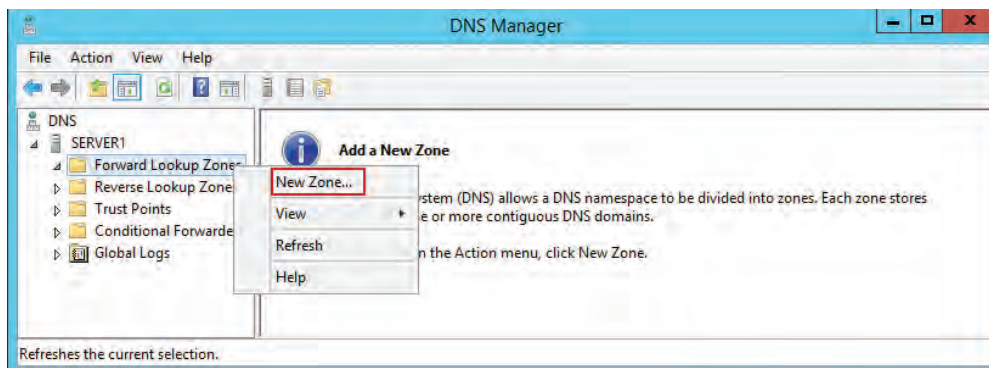 DNS Manager
File Action View Help
DNS
SERVER1
Forward Lookup Zones
Reverse Lookup Zone
Trust Points
Conditional Forwarde
Global Logs
New Zone...
View
Refresh
Help
Add a New Zone
ystem (DNS) allows a DNS namespace to be divided into zones. Each zone stores
e or more contiguous DNS domains.
n the Action menu, click New Zone.
Refreshes the current selection.